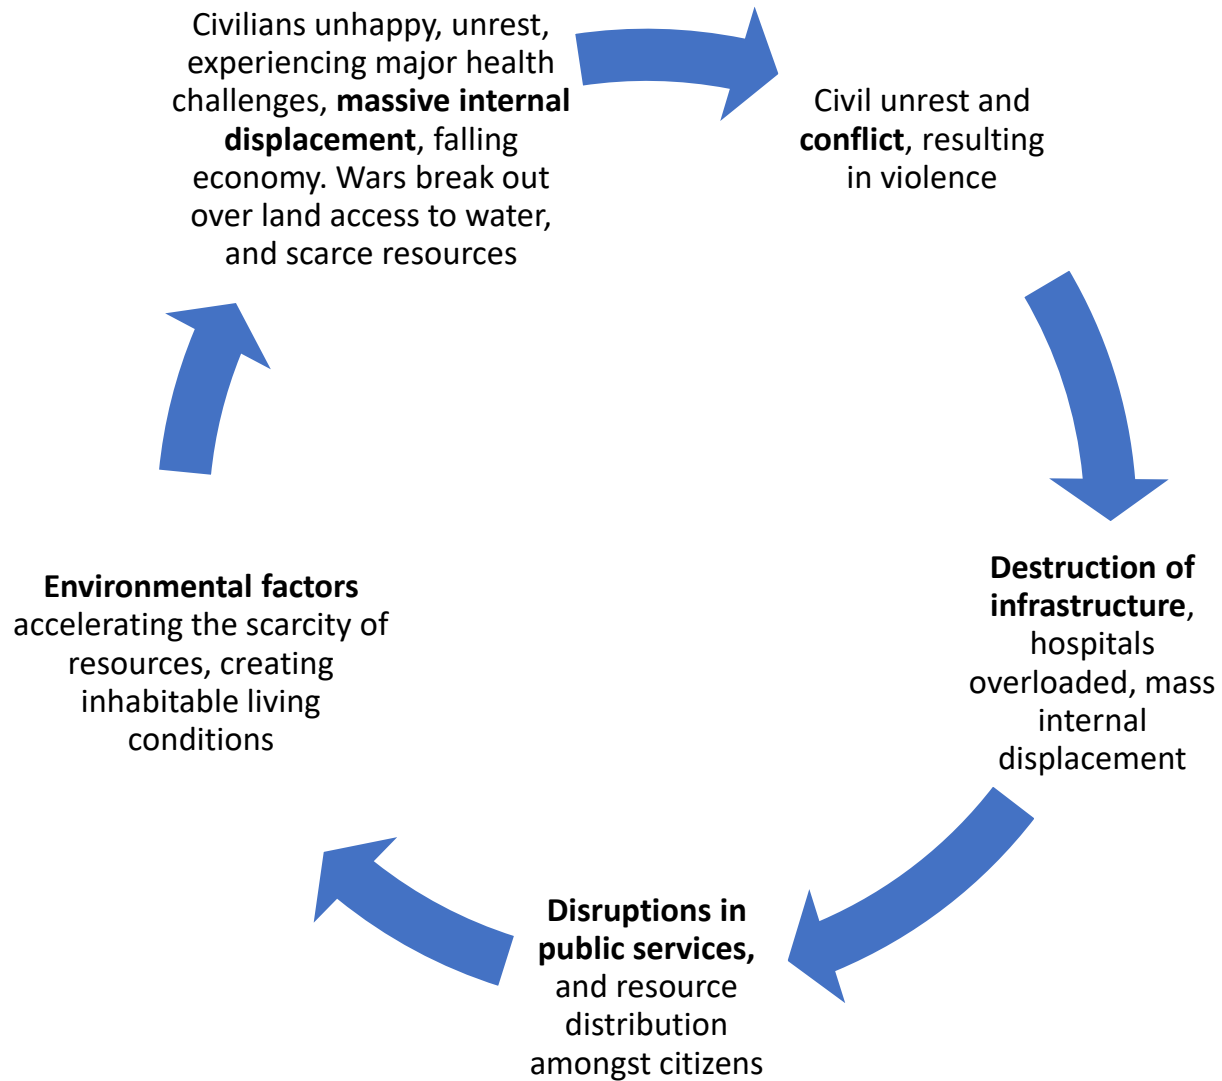 Civilians unhappy, unrest,
experiencing major health
challenges, massive internal
displacement, falling
economy. Wars break out
over land access to water,
and scarce resources
Civil unrest and
conflict, resulting
in violence
Destruction of
infrastructure,
hospitals
overloaded, mass
internal
displacement
Disruptions in
public services,
and resource
distribution
amongst citizens
Environmental factors
accelerating the scarcity of
resources, creating
inhabitable living
conditions